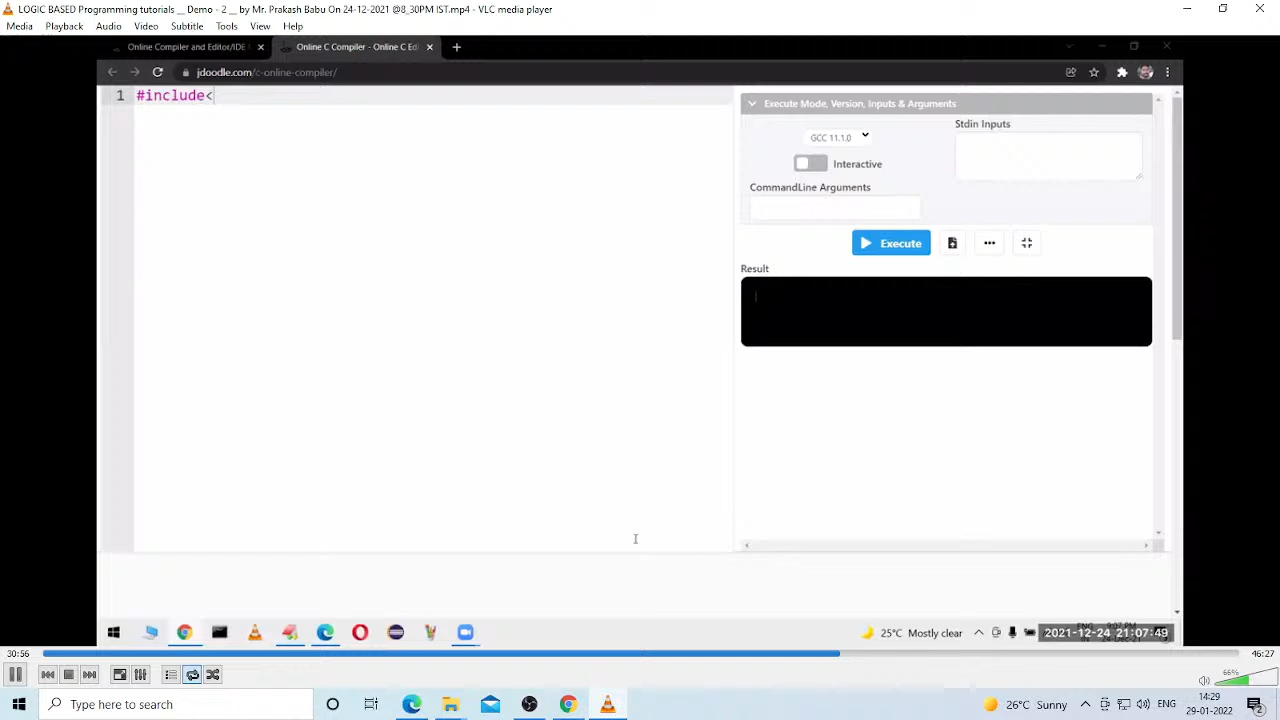 LOGIC BASED Programming tutorials __ Demo - 2 __ by Mr. Prakash Babu On 24-12-2021 @8_30PM IST.mp4 - VLC media player
Media Playback Audio Video Subtitle Tools View Help
Online Compiler and Editor/IDE
Online C Compiler - Online C Edi
jdoodle.com/c-online-compiler/
1 #include<
Execute Mode, Version, Inputs & Arguments
GCC 11.1.0
Stdin Inputs
Interactive
CommandLine Arguments
Execute
Result
25°C Mostly clear
2021-12-24 21:07:49
30:56
46:27
66%
Type here to search
26°C Sunny
ENG
14:29
29-01-2022
2